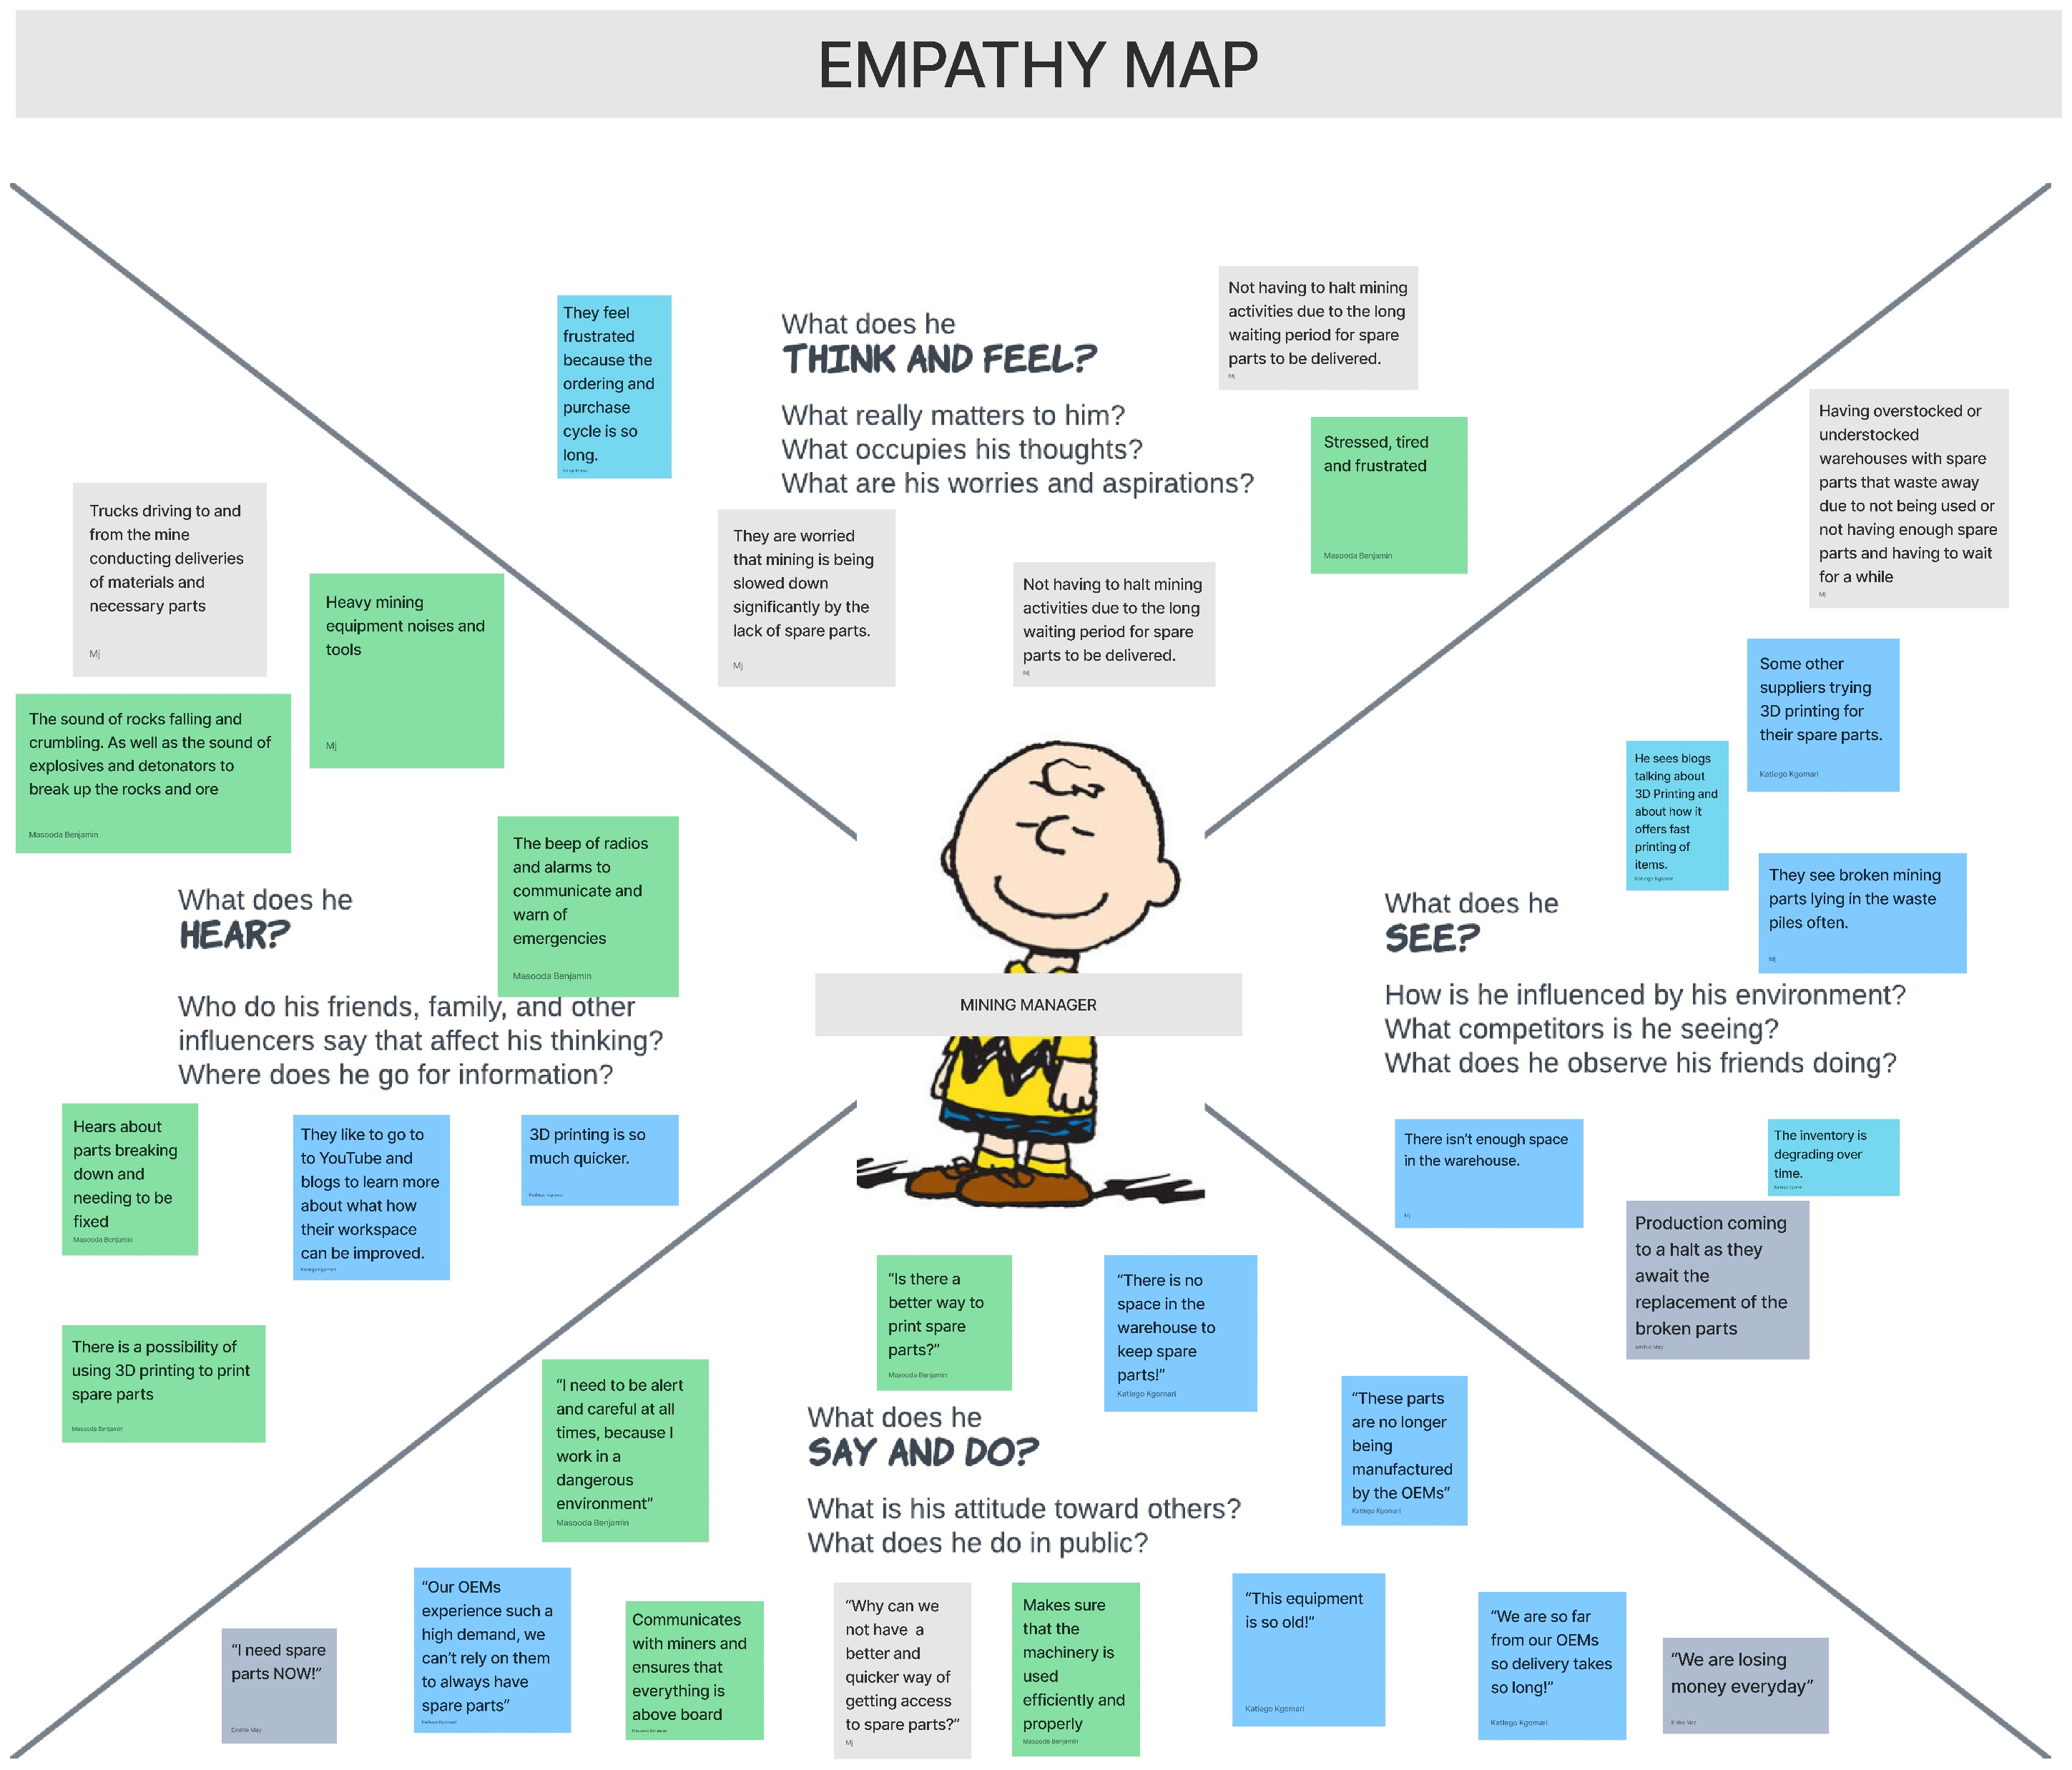 EMPATHY MAP
They feel
frustrated
because the
ordering and
purchase
cycle is so
long.
What does he
THINK AND FEEL?
What really matters to him?
What occupies his thoughts?
What are his worries and aspirations?
Not having to halt mining
activities due to the long
waiting period for spare
parts to be delivered.
Mj
Stressed, tired
and frustrated
Masooda Benjamin
They are worried
that mining is being
slowed down
significantly by the
lack of spare parts.
Mj
Not having to halt mining
activities due to the long
waiting period for spare
parts to be delivered.
Mj
Trucks driving to and
from the mine
conducting deliveries
of materials and
necessary parts
Mj
Heavy mining
equipment noises and
tools
Mj
The sound of rocks falling and
crumbling. As well as the sound of
explosives and detonators to
break up the rocks and ore
Masooda Benjamin
The beep of radios
and alarms to
communicate and
warn of
emergencies
Masooda Benjamin
What does he
HEAR?
Who do his friends, family, and other
influencers say that affect his thinking?
Where does he go for information?
Hears about
parts breaking
down and
needing to be
fixed
Masooda Benjamin
They like to go to
to YouTube and
blogs to learn more
about what how
their workspace
can be improved.
Katlego Kgomari
3D printing is so
much quicker.
Katlego Kgomari
There is a possibility of
using 3D printing to print
spare parts
Masooda Benjamin
MINING MANAGER
Having overstocked or
understocked
warehouses with spare
parts that waste away
due to not being used or
not having enough spare
parts and having to wait
for a while
Mj
Some other
suppliers trying
3D printing for
their spare parts.
Katlego Kgomari
He sees blogs
talking about
3D Printing and
about how it
offers fast
printing of
items.
Katlego Kgomari
They see broken mining
parts lying in the waste
piles often.
Mj
What does he
SEE?
How is he influenced by his environment?
What competitors is he seeing?
What does he observe his friends doing?
There isn’t enough space
in the warehouse.
Mj
The inventory is
degrading over
time.
Katlego Kgomari
Production coming
to a halt as they
await the
replacement of the
broken parts
Emihle May
“Is there a
better way to
print spare
parts?”
Masooda Benjamin
“There is no
space in the
warehouse to
keep spare
parts!”
Katlego Kgomari
What does he
SAY AND DO?
What is his attitude toward others?
What does he do in public?
“I need to be alert
and careful at all
times, because I
work in a
dangerous
environment”
Masooda Benjamin
“These parts
are no longer
being
manufactured
by the OEMs”
Katlego Kgomari
“I need spare
parts NOW!”
Emihle May
“Our OEMs
experience such a
high demand, we
can’t rely on them
to always have
spare parts”
Katlego Kgomari
Communicates
with miners and
ensures that
everything is
above board
Masooda Benjamin
“Why can we
not have a
better and
quicker way of
getting access
to spare parts?”
Mj
Makes sure
that the
machinery is
used
efficiently and
properly
Masooda Benjamin
“This equipment
is so old!”
Katlego Kgomari
“We are so far
from our OEMs
so delivery takes
so long!”
Katlego Kgomari
“We are losing
money everyday”
Emihle May